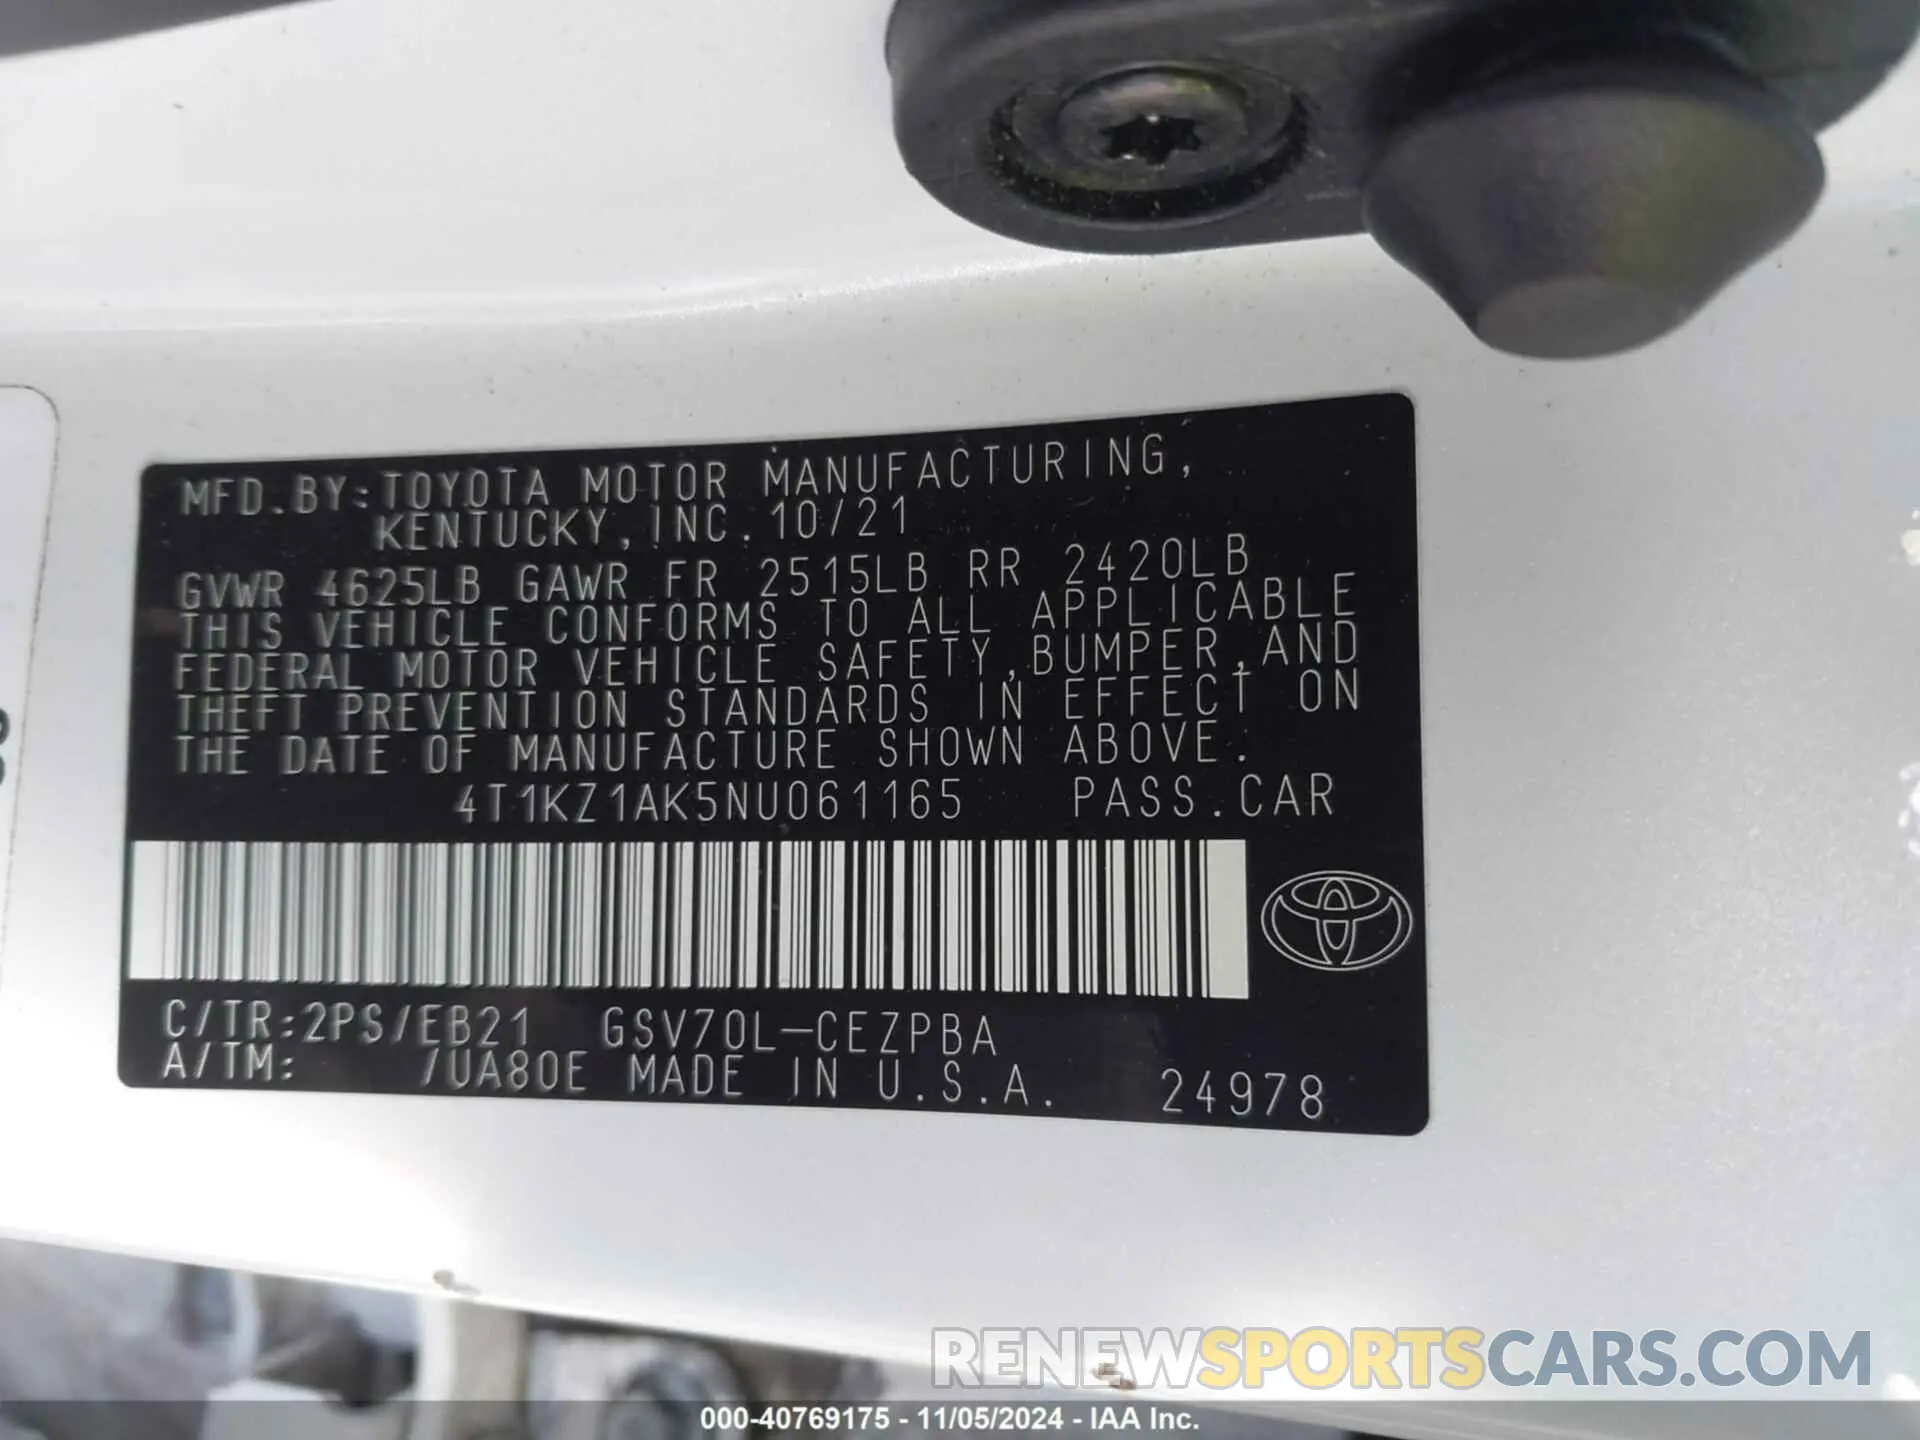 MFD.BY:TOYOTA MOTOR MANUFACTURING,
KENTUCKY,INC.10/21
GVWR 4625LB GAWR FR 2515LB RR 2420LB
THIS VEHICLE CONFORMS TO ALL APPLICABLE
FEDERAL MOTOR VEHICLE SAFETY,BUMPER,AND
THEFT PREVENTION STANDARDS IN EFFECT ON
THE DATE OF MANUFACTURE SHOWN ABOVE.
4T1KZ1AK5NU061165 PASS.CAR
C/TR:2PS/EB21 GSV70L-CEZPBA
A/TM: /UA80E MADE IN U.S.A. 24978
RENEWSPORTSCARS.COM
000-40769175 - 11/05/2024 - IAA Inc.